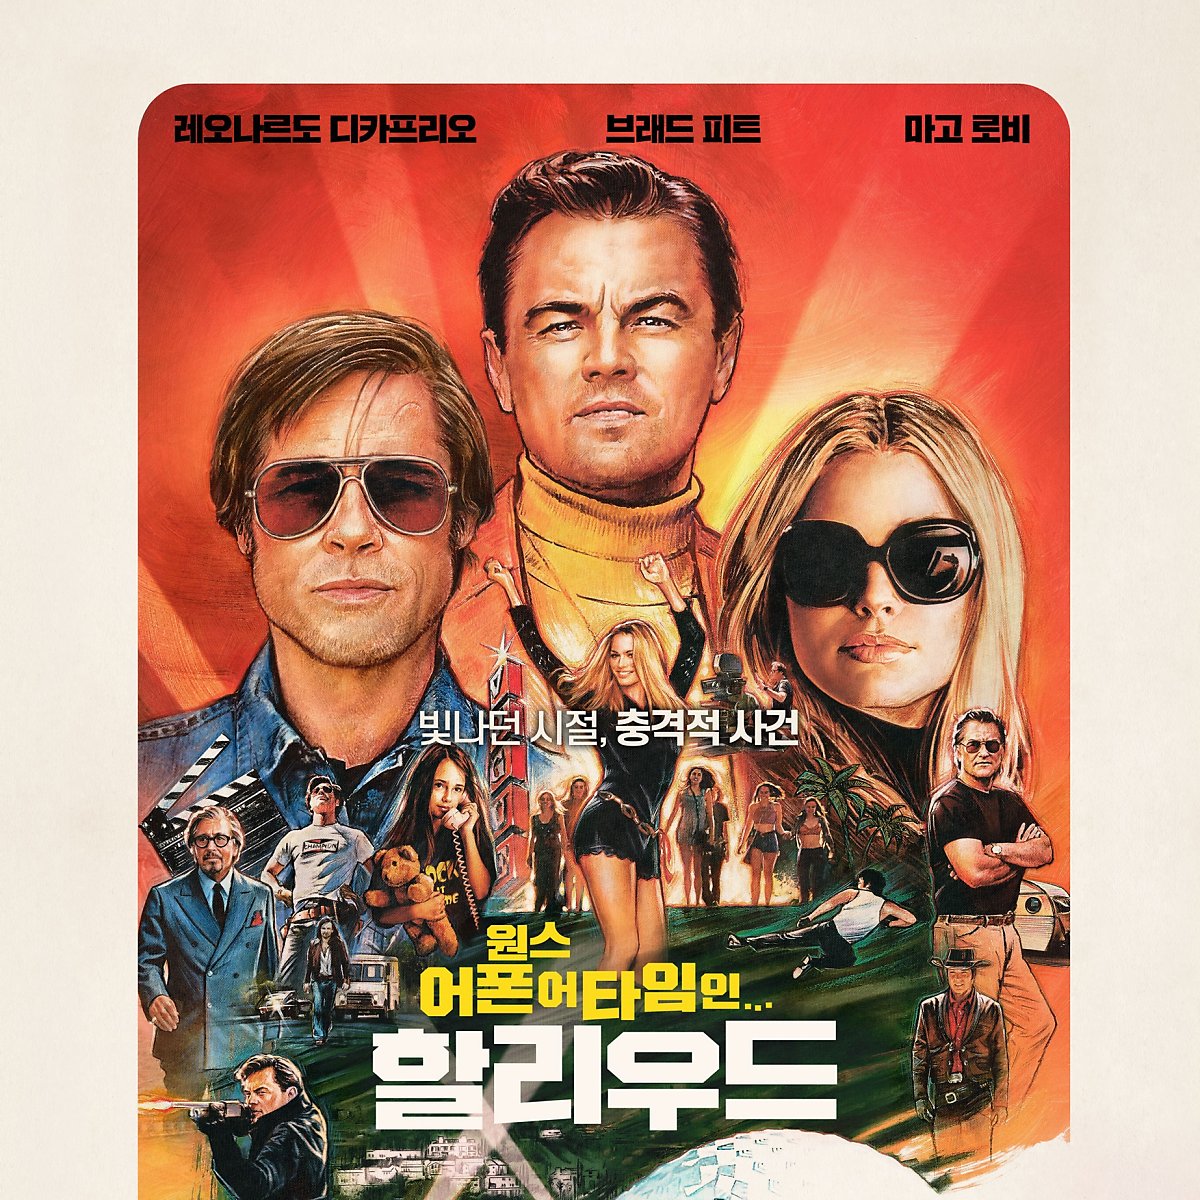 레오나르도 디카프리오 브래드 피트 마고 로비
빛나던 시절, 충격적 사건
CHAMPION
원스
어폰어타임인...
할리우드